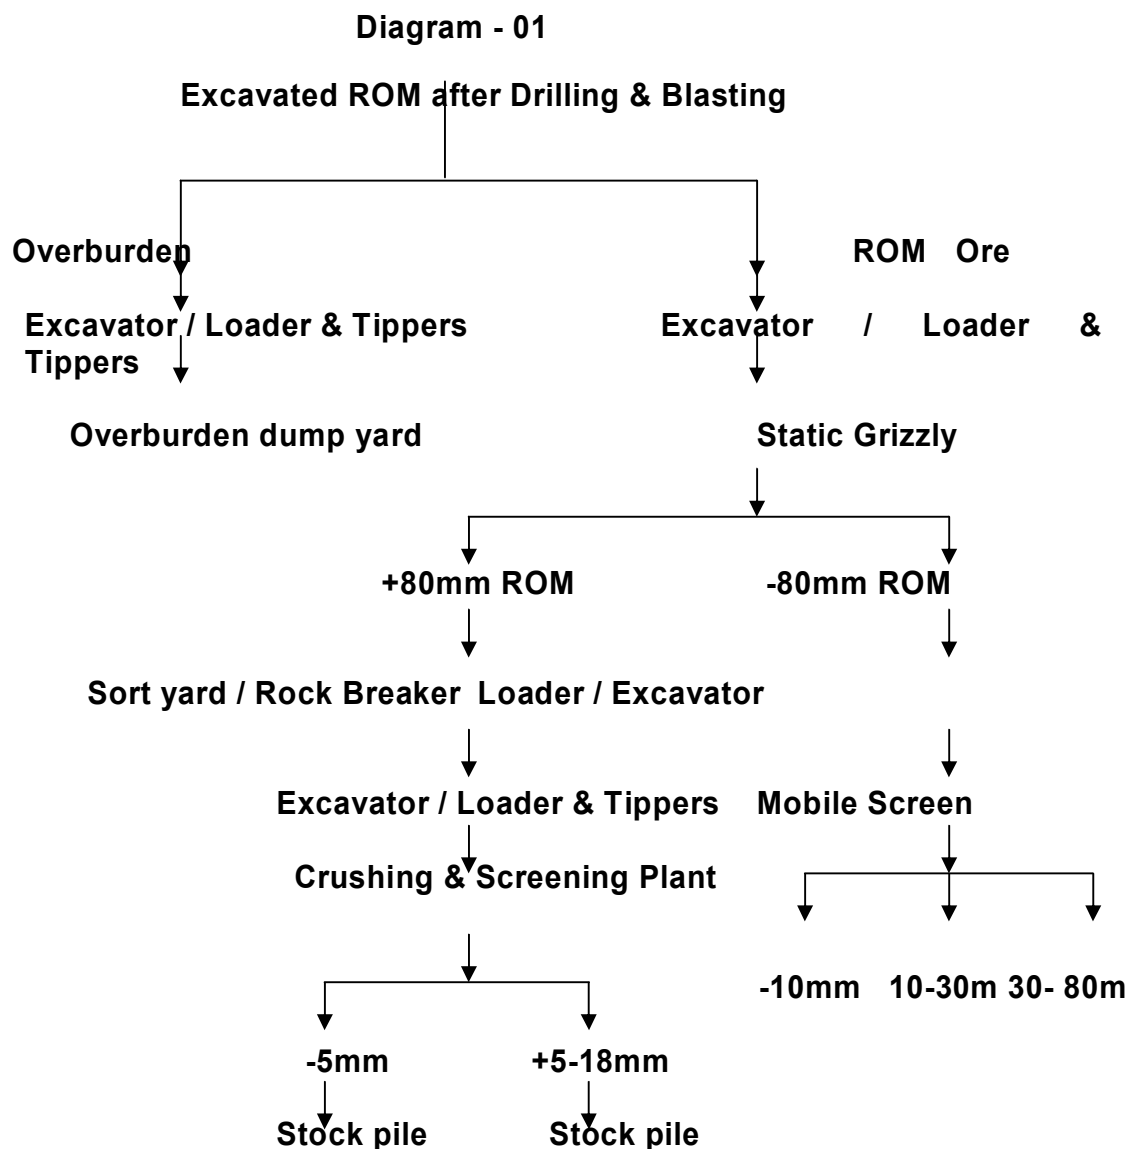 Diagram - 01
Excavated ROM after Drilling & Blasting
Overburden ROM Ore
Excavator / Loader & Tippers Excavator / Loader &
Tippers
Overburden dump yard Static Grizzly
+80mm ROM -80mm ROM
Sort yard / Rock Breaker Loader / Excavator
Excavator / Loader & Tippers Mobile Screen
Crushing & Screening Plant
-10mm 10-30m 30- 80m
-5mm +5-18mm
Stock pile Stock pile